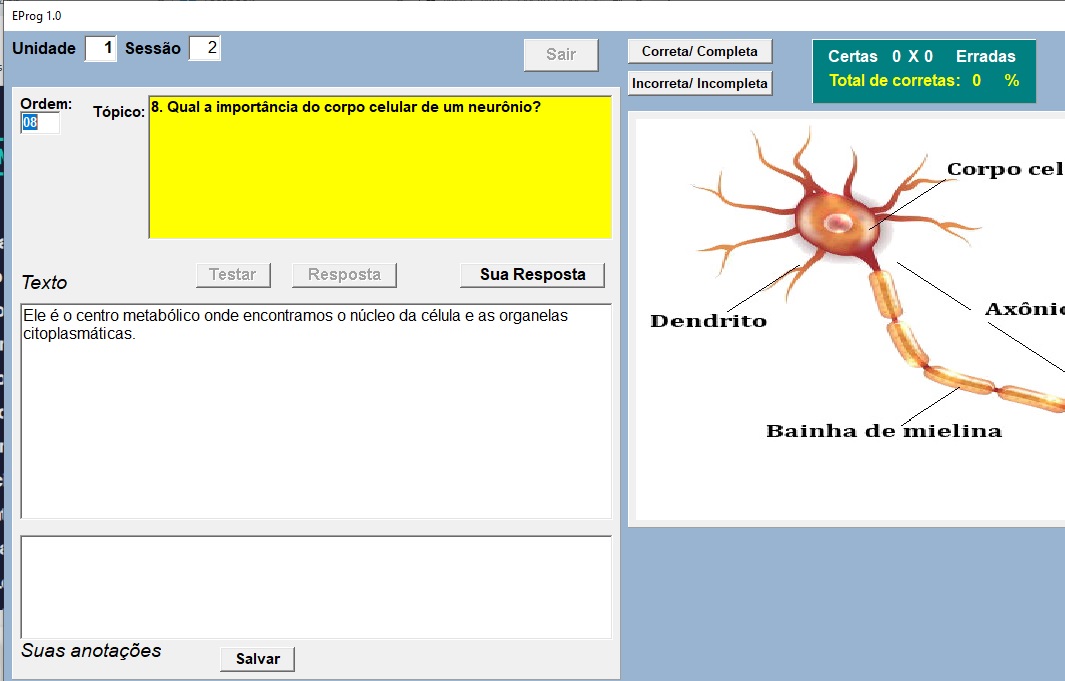 EProg 1.0
Unidade 1 Sessão 2
Sair
Correta/ Completa
Incorreta/ Incompleta
Certas 0 X 0 Erradas
Total de corretas: 0 %
Ordem:
08
Tópico:
8. Qual a importância do corpo celular de um neurônio?
Texto
Testar
Resposta
Sua Resposta
Ele é o centro metabólico onde encontramos o núcleo da célula e as organelas
citoplasmáticas.
Suas anotações
Salvar
Corpo cel
Dendrito
Axôni
Bainha de mielina